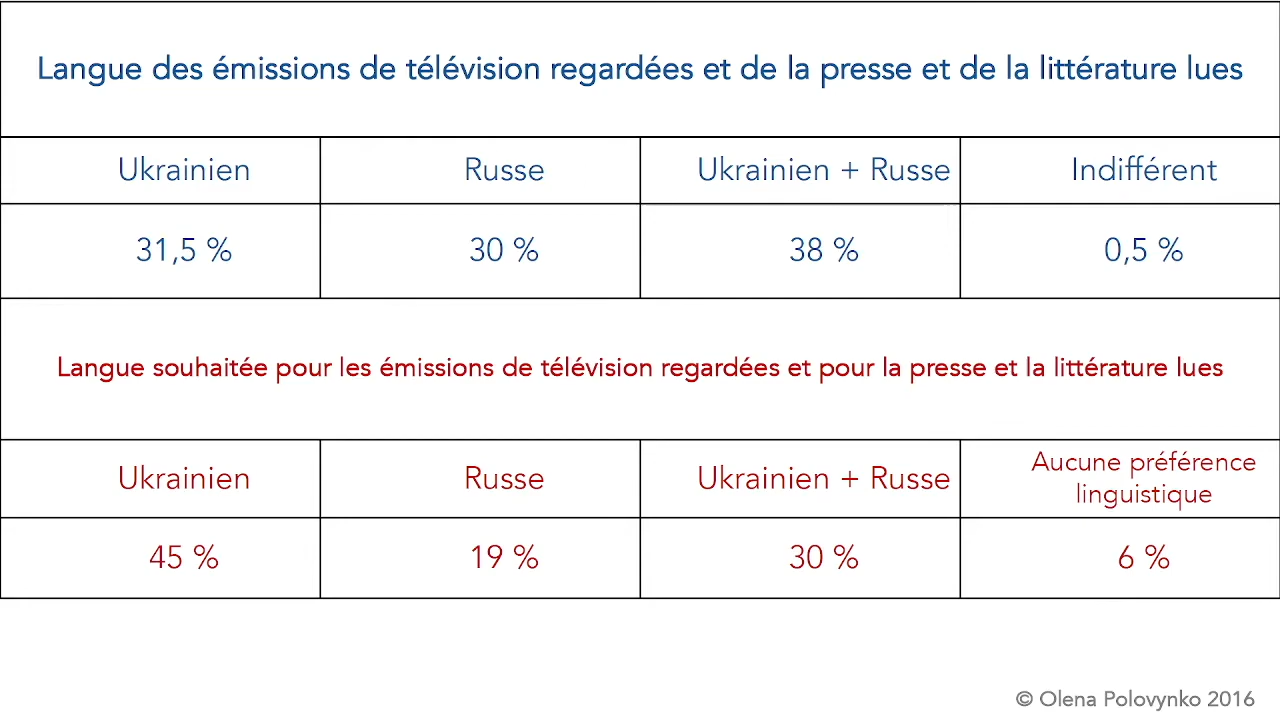 Langue des émissions de télévision regardées et de la presse et de la littérature lues
Ukrainien Russe Ukrainien + Russe Indifférent
31,5 % 30 % 38 % 0,5 %
Langue souhaitée pour les émissions de télévision regardées et pour la presse et la littérature lues
Ukrainien Russe Ukrainien + Russe Aucune préférence
linguistique
45 % 19 % 30 % 6 %
© Olena Polovynko 2016